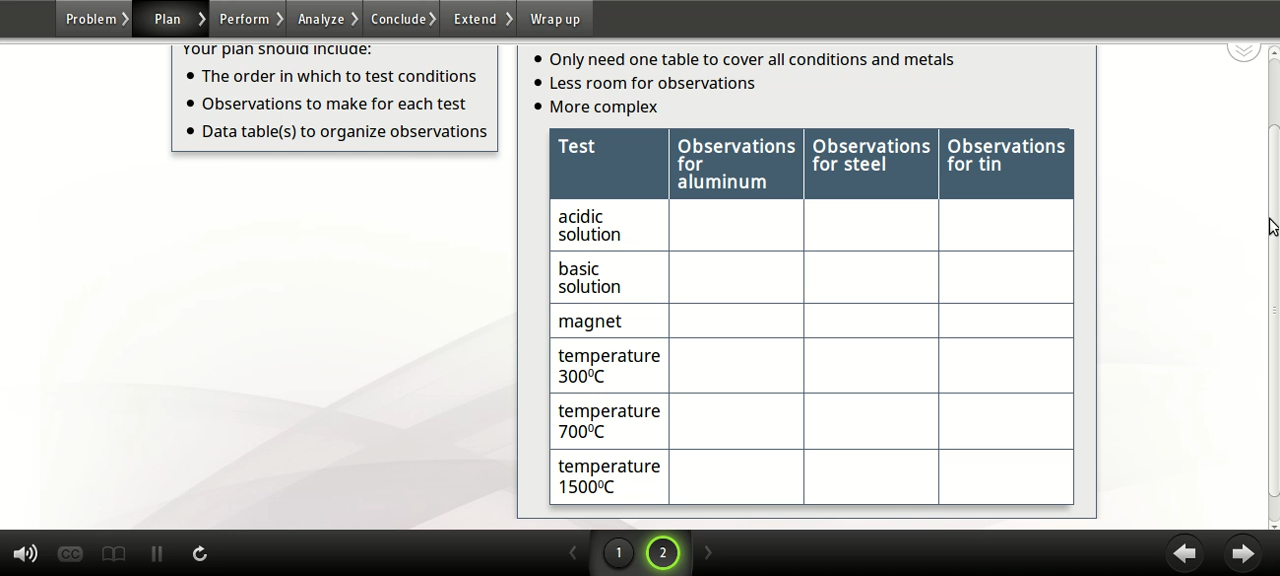 Problem
Plan
Perform
Analyze
Conclude
Extend
Wrap up
Your plan should include:
• The order in which to test conditions
• Observations to make for each test
• Data table(s) to organize observations
• Only need one table to cover all conditions and metals
• Less room for observations
• More complex
Test
Observations
for
aluminum
Observations
for steel
Observations
for tin
acidic
solution
basic
solution
magnet
temperature
300⁰C
temperature
700⁰C
temperature
1500⁰C
CC
1
2